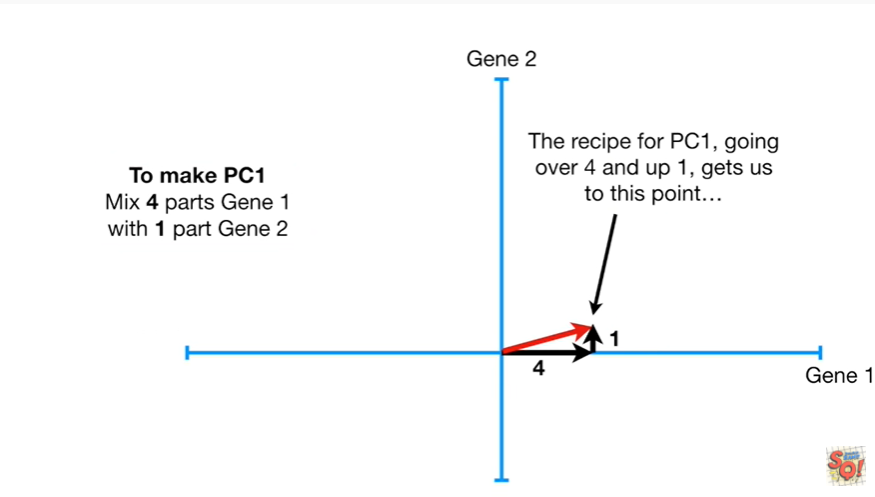 Gene 2
The recipe for PC1, going
over 4 and up 1, gets us
to this point…
To make PC1
Mix 4 parts Gene 1
with 1 part Gene 2
1
4
Gene 1
SQ!